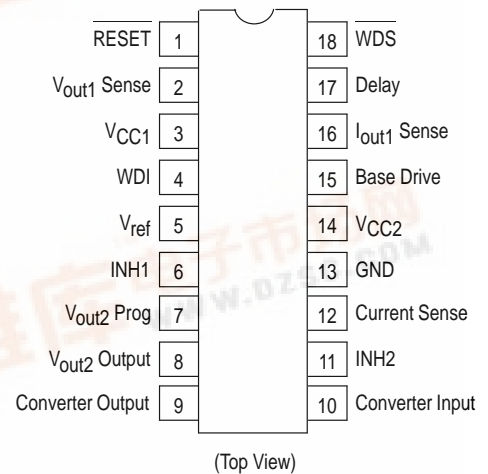 RESET 1 18 WDS
Vout1 Sense 2 17 Delay
VCC1 3 16 Iout1 Sense
WDI 4 15 Base Drive
Vref 5 14 VCC2
INH1 6 13 GND
Vout2 Prog 7 12 Current Sense
Vout2 Output 8 11 INH2
Converter Output 9 10 Converter Input
(Top View)